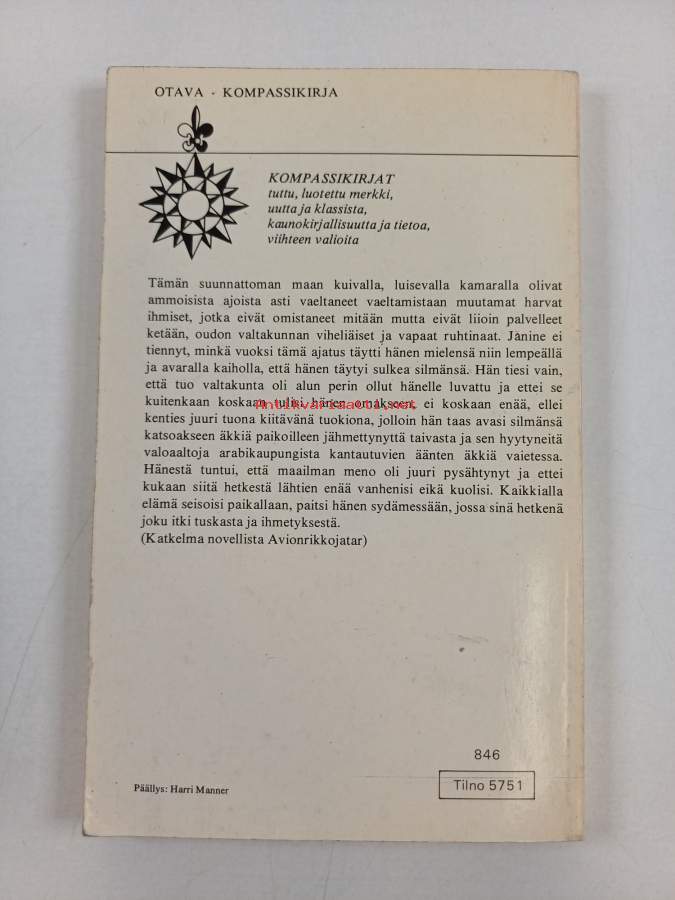 OTAVA - KOMPASSIKIRJA
KOMPASSIKIRJAT
tuttu, luotettu merkki,
uutta ja klassista,
kaunokirjallisuutta ja tietoa,
viihteen valioita
Tämän suunnattoman maan kuivalla, luisevalla kamaralla olivat
ammoisista ajoista asti vaeltaneet vaeltamistaan muutamat harvat
ihmiset, jotka eivät omistaneet mitään mutta eivät liioin palvelleet
ketään, oudon valtakunnan viheliäiset ja vapaat ruhtinaat. Janine ei
tiennyt, minkä vuoksi tämä ajatus täytti hänen mielensä niin lempeällä
ja avaralla kaiholla, että hänen täytyi sulkea silmänsä. Hän tiesi vain,
että tuo valtakunta oli alun perin ollut hänelle luvattu ja ettei se
kuitenkaan koskaan tulisi hänen omakseen, ei koskaan enää, ellei
Antikvariaatti.net
kenties juuri tuona kiitävänä tuokiona, jolloin hän taas avasi silmänsä
katsoakseen äkkiä paikoilleen jähmettynyttä taivasta ja sen hyytyneitä
valoaaltoja arabikaupungista kantautuvien äänten äkkiä vaietessa.
Hänestä tuntui, että maailman meno oli juuri pysähtynyt ja ettei
kukaan siitä hetkestä lähtien enää vanhenisi eikä kuolisi. Kaikkialla
elämä seisoisi paikallaan, paitsi hänen sydämessään, jossa sinä hetkenä
joku itki tuskasta ja ihmetyksestä.
(Katkelma novellista Avionrikkojatar)
846
Tilno 5751
Päällys: Harri Manner